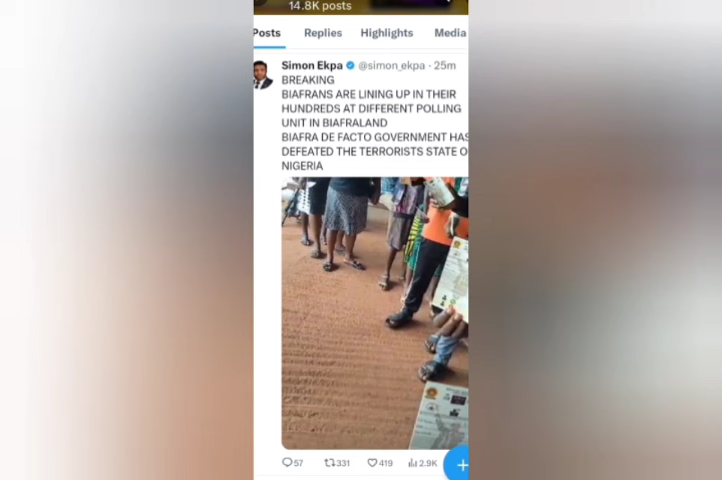 14.8K posts
Posts
Replies
Highlights
Media
Simon Ekpa @simon_ekpa · 25m
BREAKING
BIAFRANS ARE LINING UP IN THEIR
HUNDREDS AT DIFFERENT POLLING
UNIT IN BIAFRALAND
BIAFRA DE FACTO GOVERNMENT HAS
DEFEATED THE TERRORISTS STATE O
NIGERIA
57
331
419
2.9K